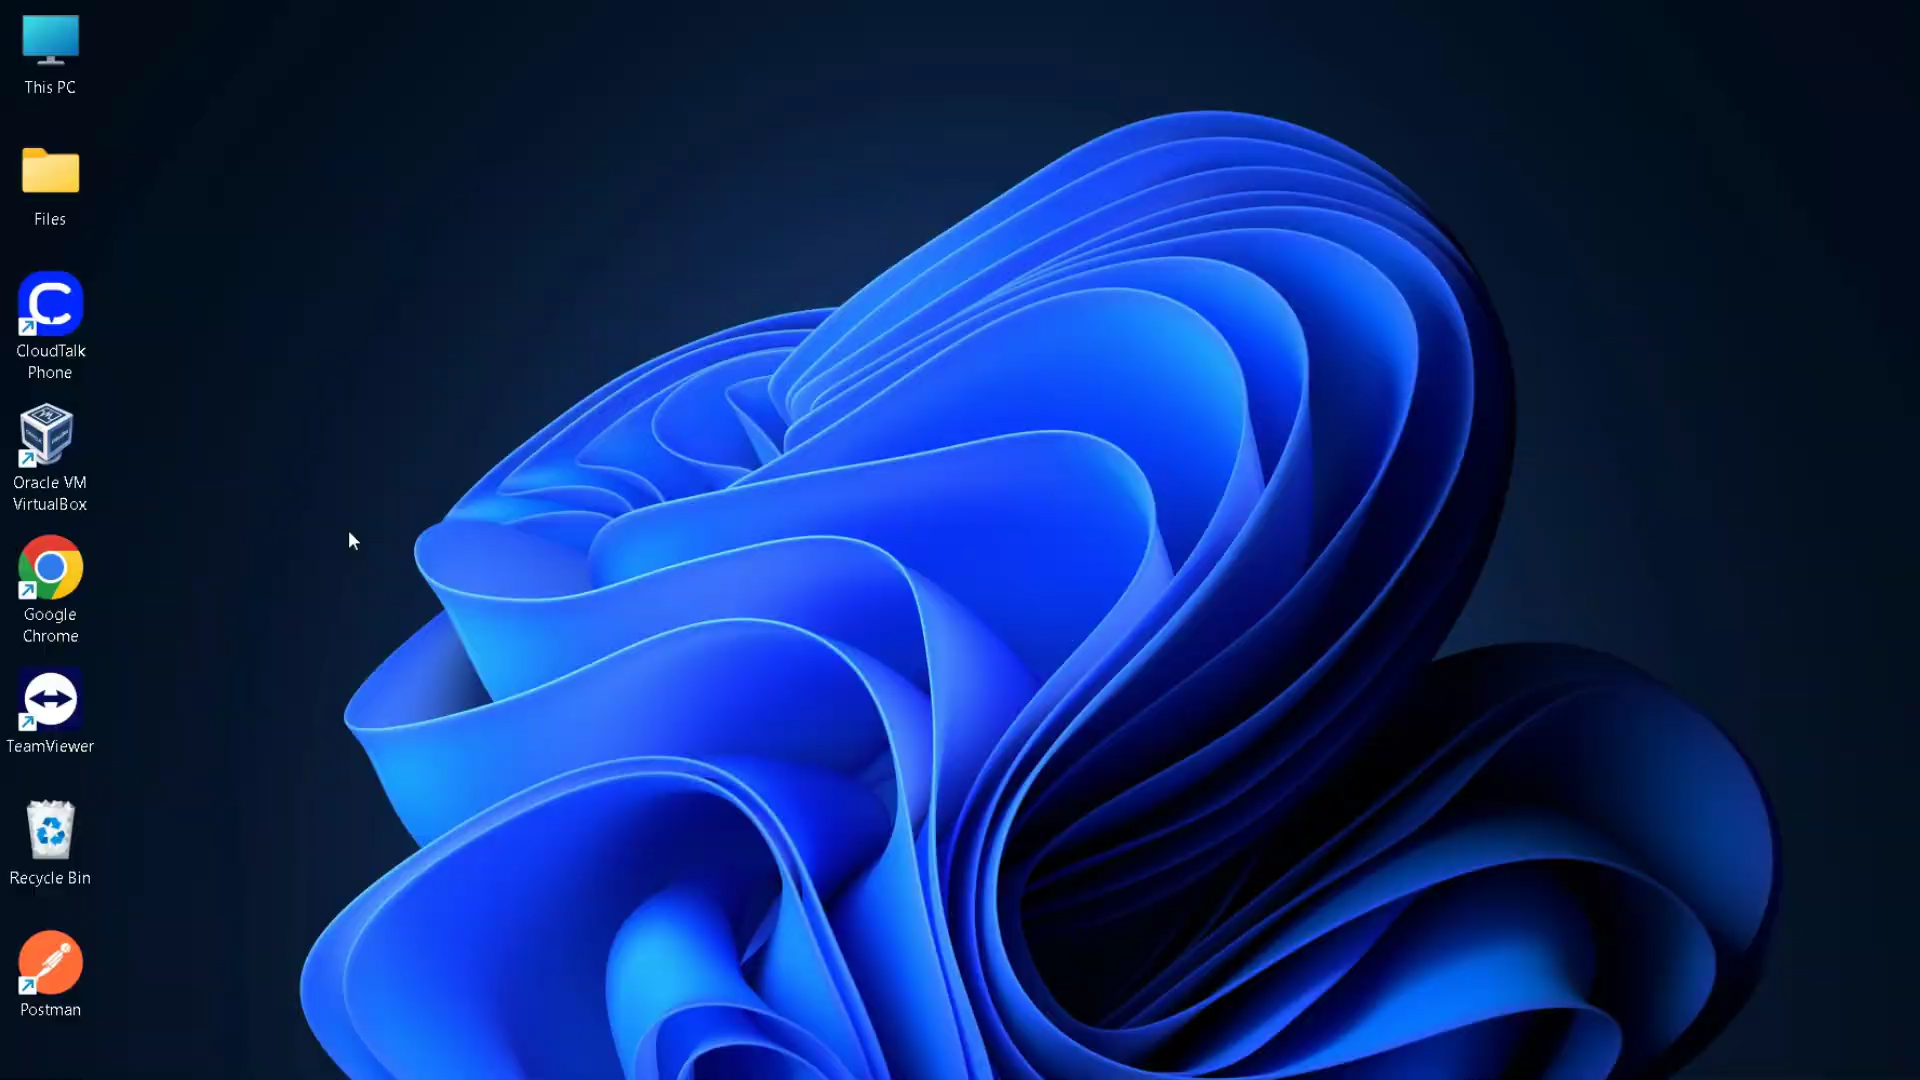 This PC
Files
CloudTalk
Phone
Oracle VM
VirtualBox
Google
Chrome
TeamViewer
Recycle Bin
Postman